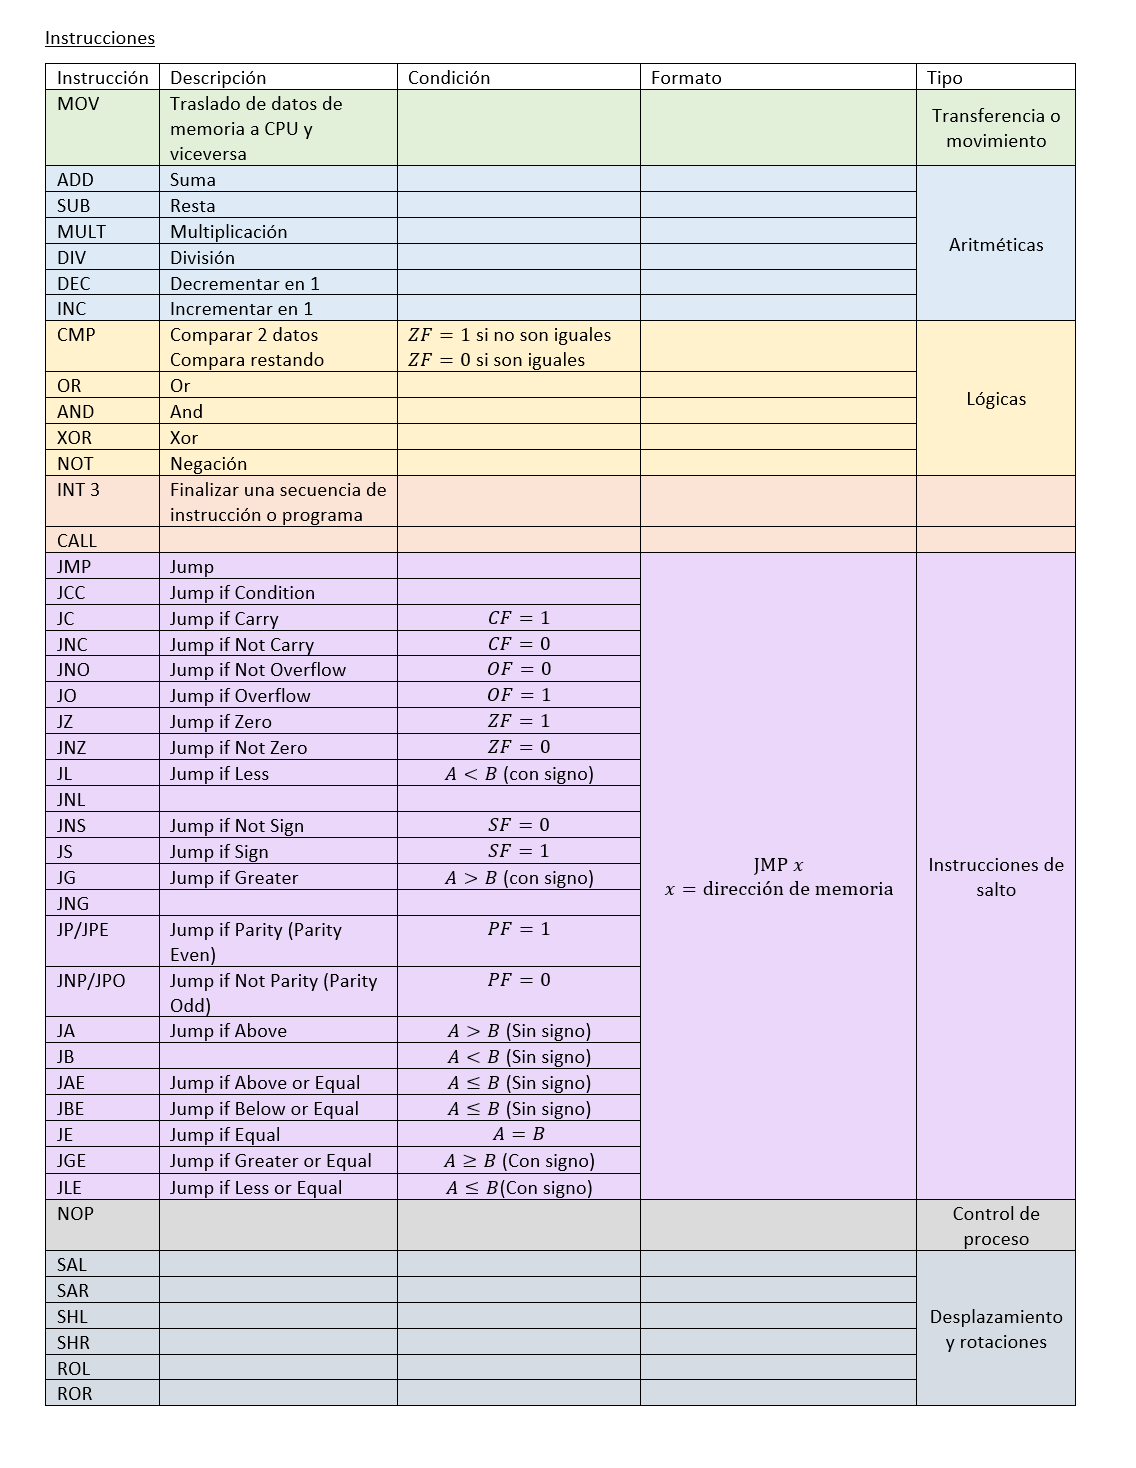 Instrucciones
Instrucción Descripción Condición Formato Tipo
MOV Traslado de datos de memoria a CPU y viceversa Transferencia o movimiento
ADD Suma Aritméticas
SUB Resta
MULT Multiplicación
DIV División
DEC Decrementar en 1
INC Incrementar en 1
CMP Comparar 2 datos ZF = 1 si no son iguales Lógicas
Compara restando ZF = 0 si son iguales
OR Or
AND And
XOR Xor
NOT Negación
INT 3 Finalizar una secuencia de instrucción o programa
CALL
JMP Jump JMP x Instrucciones de salto
x = dirección de memoria
JCC Jump if Condition
JC Jump if Carry CF = 1
JNC Jump if Not Carry CF = 0
JNO Jump if Not Overflow OF = 0
JO Jump if Overflow OF = 1
JZ Jump if Zero ZF = 1
JNZ Jump if Not Zero ZF = 0
JL Jump if Less A < B (con signo)
JNL
JNS Jump if Not Sign SF = 0
JS Jump if Sign SF = 1
JG Jump if Greater A > B (con signo)
JNG
JP/JPE Jump if Parity (Parity Even) PF = 1
JNP/JPO Jump if Not Parity (Parity Odd) PF = 0
JA Jump if Above A > B (Sin signo)
JB A < B (Sin signo)
JAE Jump if Above or Equal A ≤ B (Sin signo)
JBE Jump if Below or Equal A ≤ B (Sin signo)
JE Jump if Equal A = B
JGE Jump if Greater or Equal A ≥ B (Con signo)
JLE Jump if Less or Equal A ≤ B(Con signo)
NOP Control de proceso
SAL Desplazamiento y rotaciones
SAR
SHL
SHR
ROL
ROR